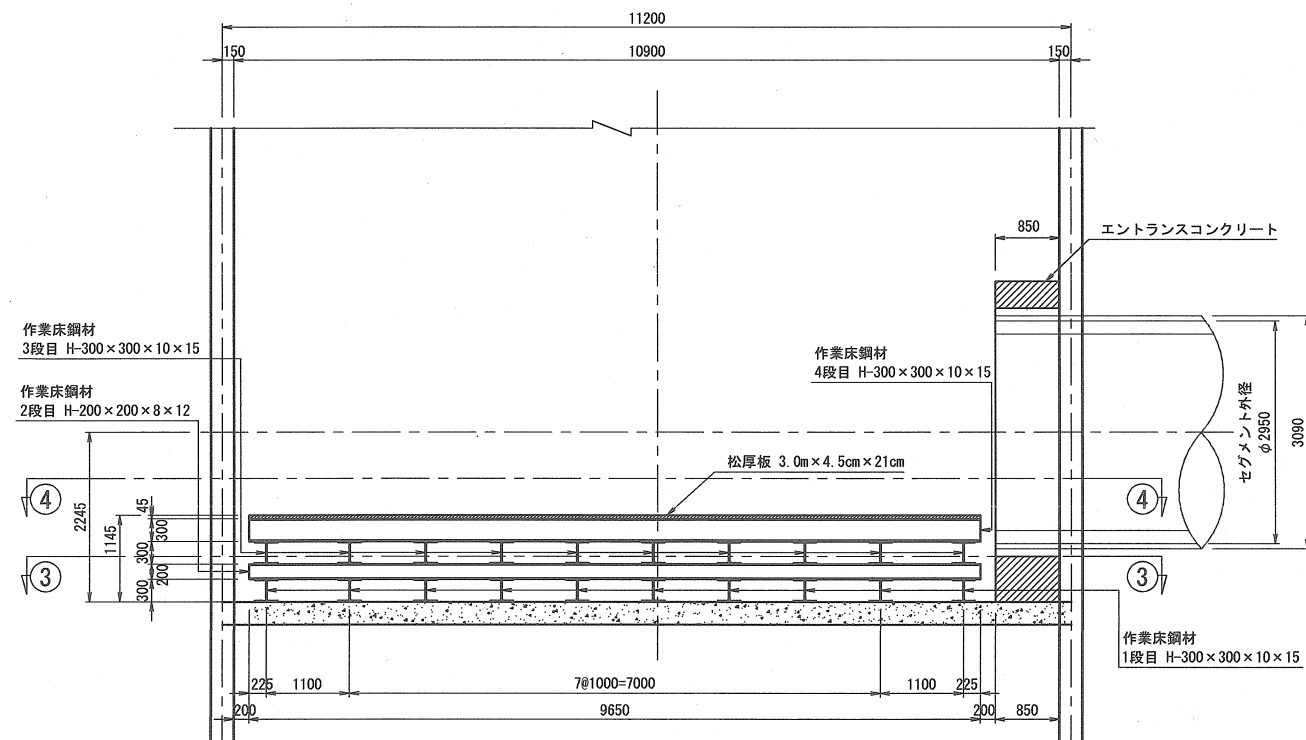 11200
150
10900
150
850
エントランスコンクリート
作業床鋼材
3段目 H-300×300×10×15
作業床鋼材
4段目 H-300×300×10×15
作業床鋼材
2段目 H-200×200×8×12
松厚板 3.0m×4.5cm×21cm
セグメント外径
φ2950
3090
2245
1145
45
300
300
200
300
4
4
3
3
作業床鋼材
1段目 H-300×300×10×15
225
1100
7@1000=7000
1100
225
200
9650
200
850